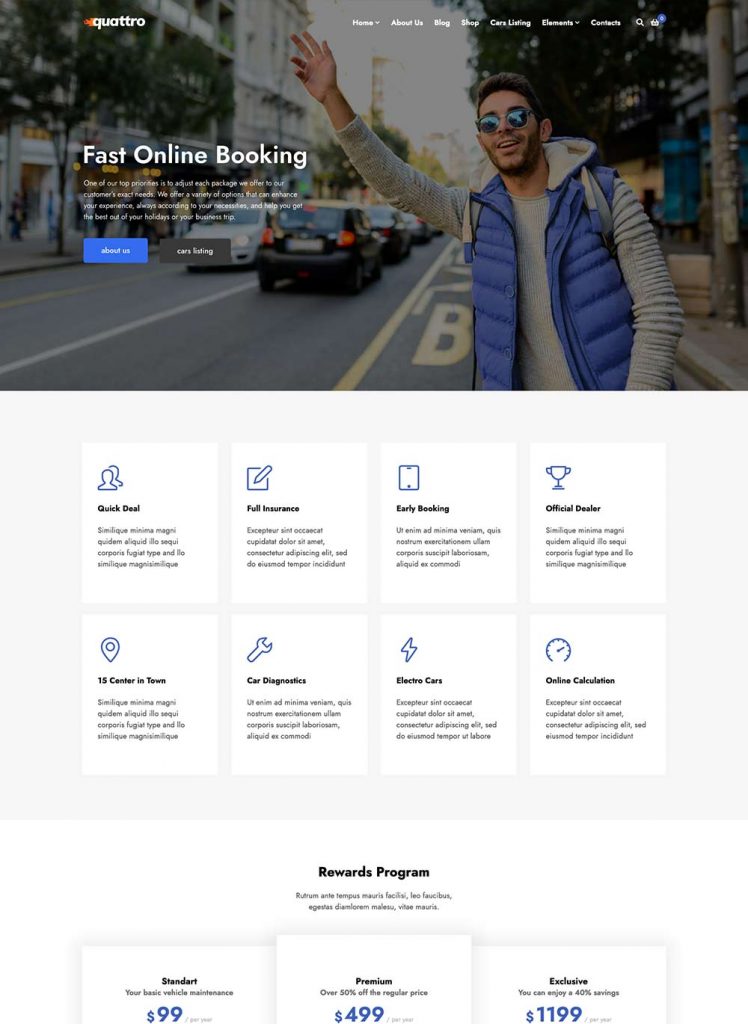 quattro
Home About Us Blog Shop Cars Listing Elements Contacts 0
Fast Online Booking
One of our top priorities is to adjust each package we offer to our
customer's exact needs. We offer a variety of options that can enhance
your experience, always according to your necessities, and help you get
the best out of your holidays or your business trip.
about us cars listing
Quick Deal
Similique minima magni
quidem aliquid illo sequi
corporis fugiat type and llo
similique magnisimilique
Full Insurance
Excepteur sint occaecat
cupidatat dolor sit amet,
consectetur adipiscing elit, sed
do eiusmod tempor incididunt
Early Booking
Ut enim ad minima veniam, quis
nostrum exercitationem ullam
corporis suscipit laboriosam,
aliquid ex commodi
Official Dealer
Similique minima magni
quidem aliquid illo sequi
corporis fugiat type and llo
similique magnisimilique
15 Center in Town
Similique minima magni
quidem aliquid illo sequi
corporis fugiat type and llo
similique magnisimilique
Car Diagnostics
Ut enim ad minima veniam, quis
nostrum exercitationem ullam
corporis suscipit laboriosam,
aliquid ex commodi
Electro Cars
Excepteur sint occaecat
cupidatat dolor sit amet,
consectetur adipiscing elit, sed
do eiusmod tempor ut labore
Online Calculation
Excepteur sint occaecat
cupidatat dolor sit amet,
consectetur adipiscing elit, sed
eiusmod tempor incididunt
Rewards Program
Rutrum ante tempus mauris facilisi, leo faucibus,
egestas diamlorem malesu, vitae mauris.
Standart
Your basic vehicle maintenance
$99 / per year
Premium
Over 50% off the regular price
$499 / per year
Exclusive
You can enjoy a 40% savings
$1199 / per year